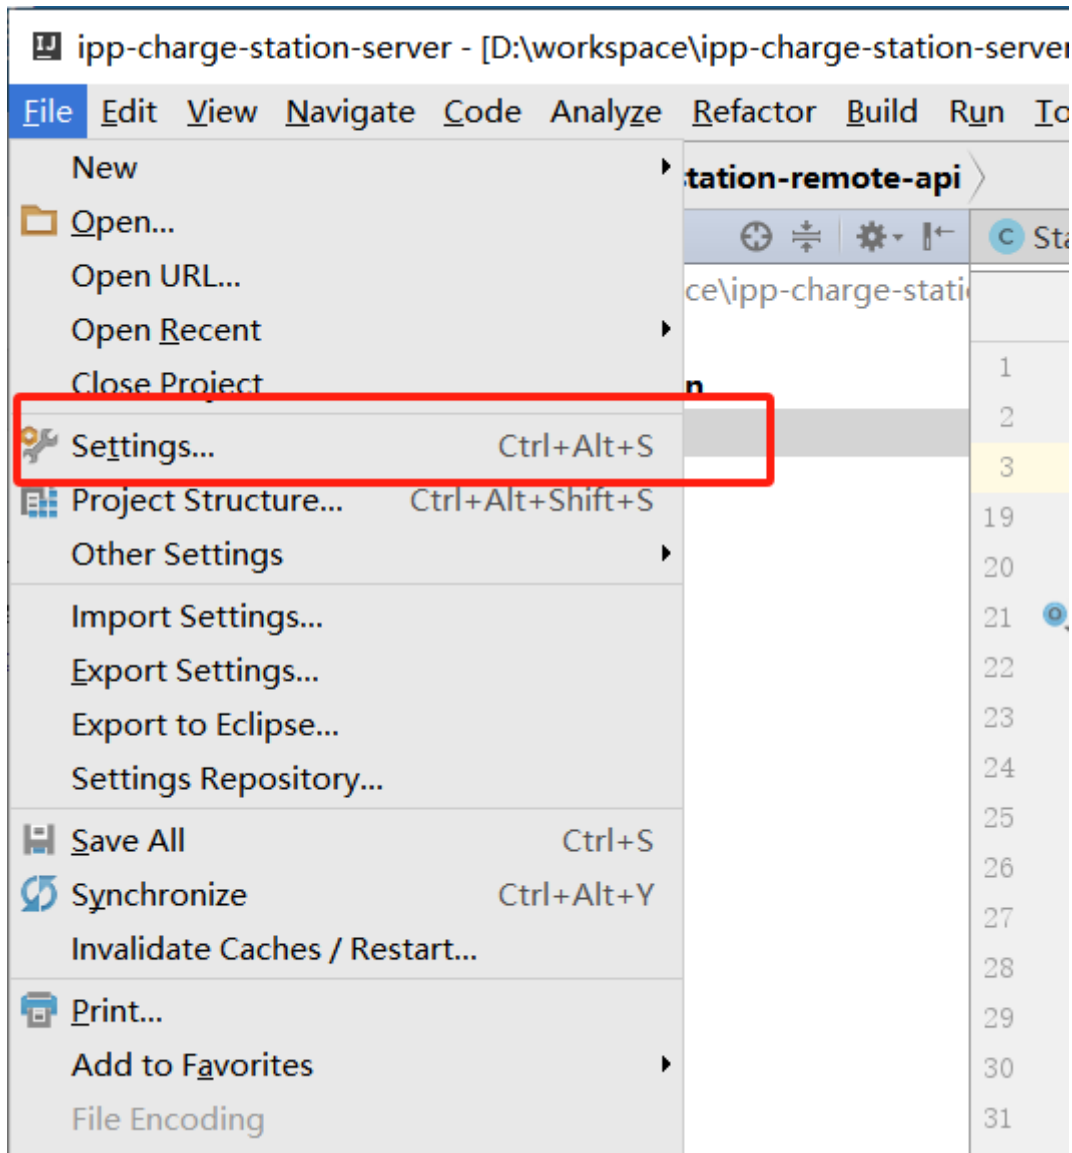 IJ ipp-charge-station-server - [D:\workspace\ipp-charge-station-server
File Edit View Navigate Code Analyze Refactor Build Run To
New
station-remote-api
Open...
C Sta
Open URL...
ce\ipp-charge-stati
Open Recent
1
Close Project
n
2
Settings... Ctrl+Alt+S
3
Project Structure... Ctrl+Alt+Shift+S
19
Other Settings
20
Import Settings...
21
Export Settings...
22
Export to Eclipse...
23
Settings Repository...
24
25
Save All Ctrl+S
26
Synchronize Ctrl+Alt+Y
27
Invalidate Caches / Restart...
28
Print...
29
Add to Favorites
30
File Encoding
31